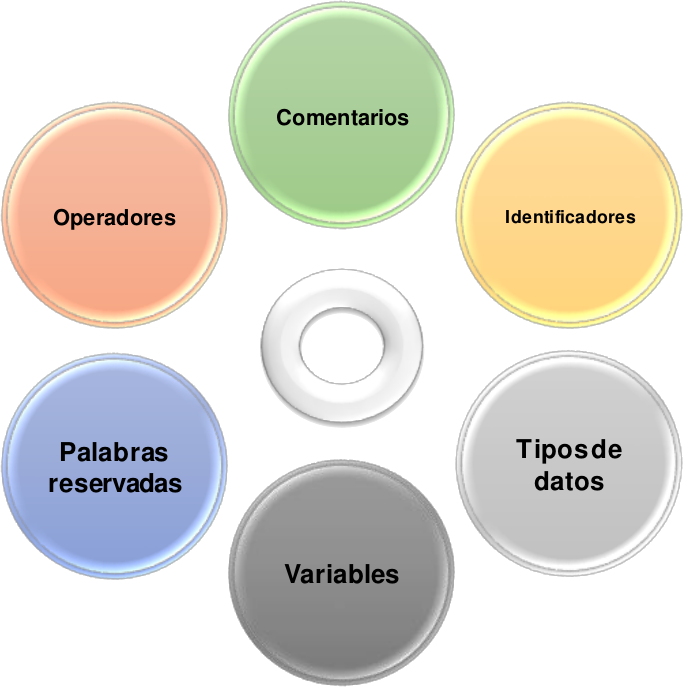 Comentarios
Operadores
Identificadores
Palabras
reservadas
Tipos de
datos
Variables